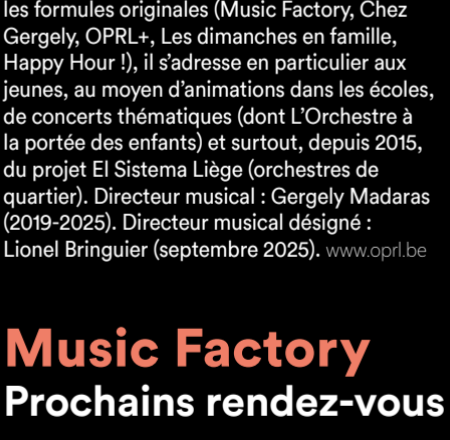 les formules originales (Music Factory, Chez
Gergely, OPRL+, Les dimanches en famille,
Happy Hour !), il s’adresse en particulier aux
jeunes, au moyen d’animations dans les écoles,
de concerts thématiques (dont L’Orchestre à
la portée des enfants) et surtout, depuis 2015,
du projet El Sistema Liège (orchestres de
quartier). Directeur musical : Gergely Madaras
(2019-2025). Directeur musical désigné :
Lionel Bringuier (septembre 2025). www.oprl.be
Music Factory
Prochains rendez-vous